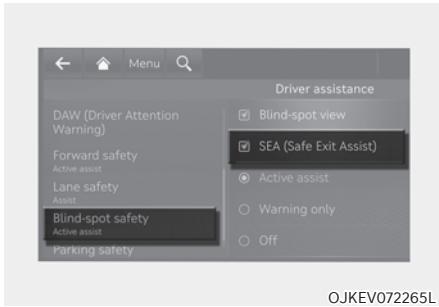 Menu
Driver assistance
DAW (Driver Attention
Warning)
Forward safety
Active assist
Lane safety
Assist
Blind-spot safety
Active assist
Parking safety
Blind-spot view
SEA (Safe Exit Assist)
Active assist
Warning only
Off
OJKEV072265L